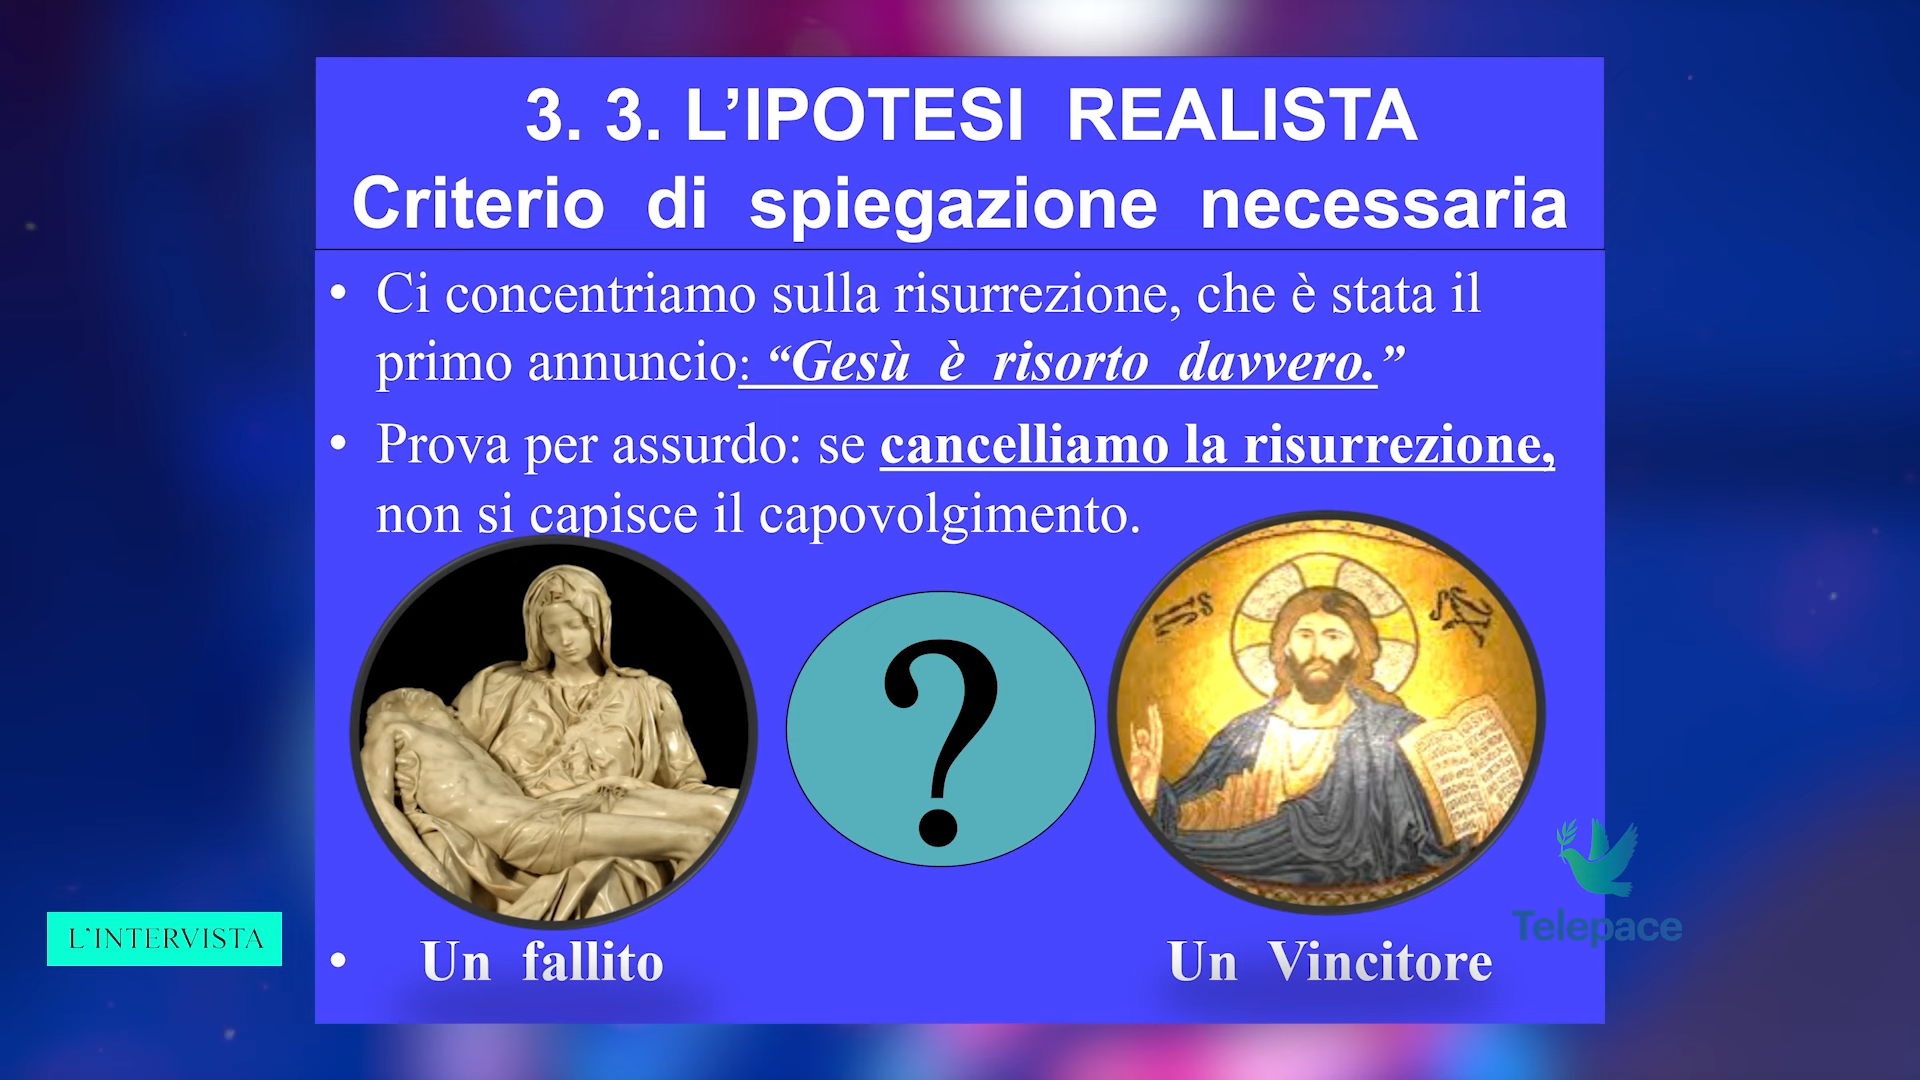 3. 3. L’IPOTESI REALISTA
Criterio di spiegazione necessaria
• Ci concentriamo sulla risurrezione, che è stata il
primo annuncio: “Gesù è risorto davvero.”
• Prova per assurdo: se cancelliamo la risurrezione,
non si capisce il capovolgimento.
?
• Un fallito Un Vincitore
L’INTERVISTA
Telepace